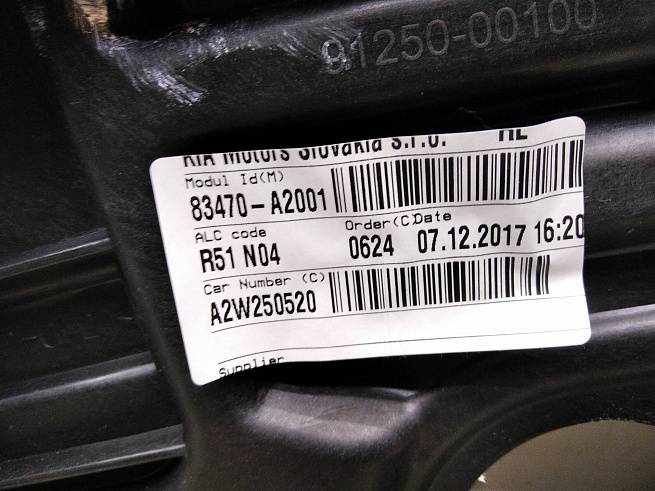 91250-00100
KIA Motors Slovakia s.r.o. RL
Modul Id(M)
83470-A2001
ALC code Order(C) Date
R51 N04 0624 07.12.2017 16:20
Car Number (C)
A2W250520
Supplier